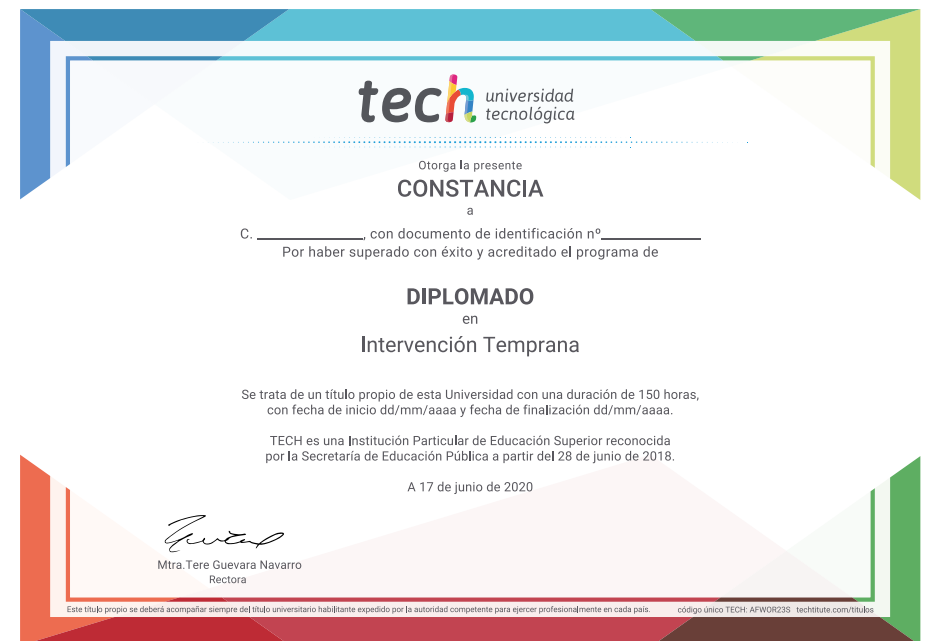 tech universidad
tecnológica
Otorga la presente
CONSTANCIA
a
C. ______________, con documento de identificación nº_____________
Por haber superado con éxito y acreditado el programa de
DIPLOMADO
en
Intervención Temprana
Se trata de un título propio de esta Universidad con una duración de 150 horas,
con fecha de inicio dd/mm/aaaa y fecha de finalización dd/mm/aaaa.
TECH es una Institución Particular de Educación Superior reconocida
por la Secretaría de Educación Pública a partir del 28 de junio de 2018.
A 17 de junio de 2020
Mtra.Tere Guevara Navarro
Rectora
Este título propio se deberá acompañar siempre del título universitario habilitante expedido por la autoridad competente para ejercer profesionalmente en cada país. código único TECH: AFWOR23S techtitute.com/titulos